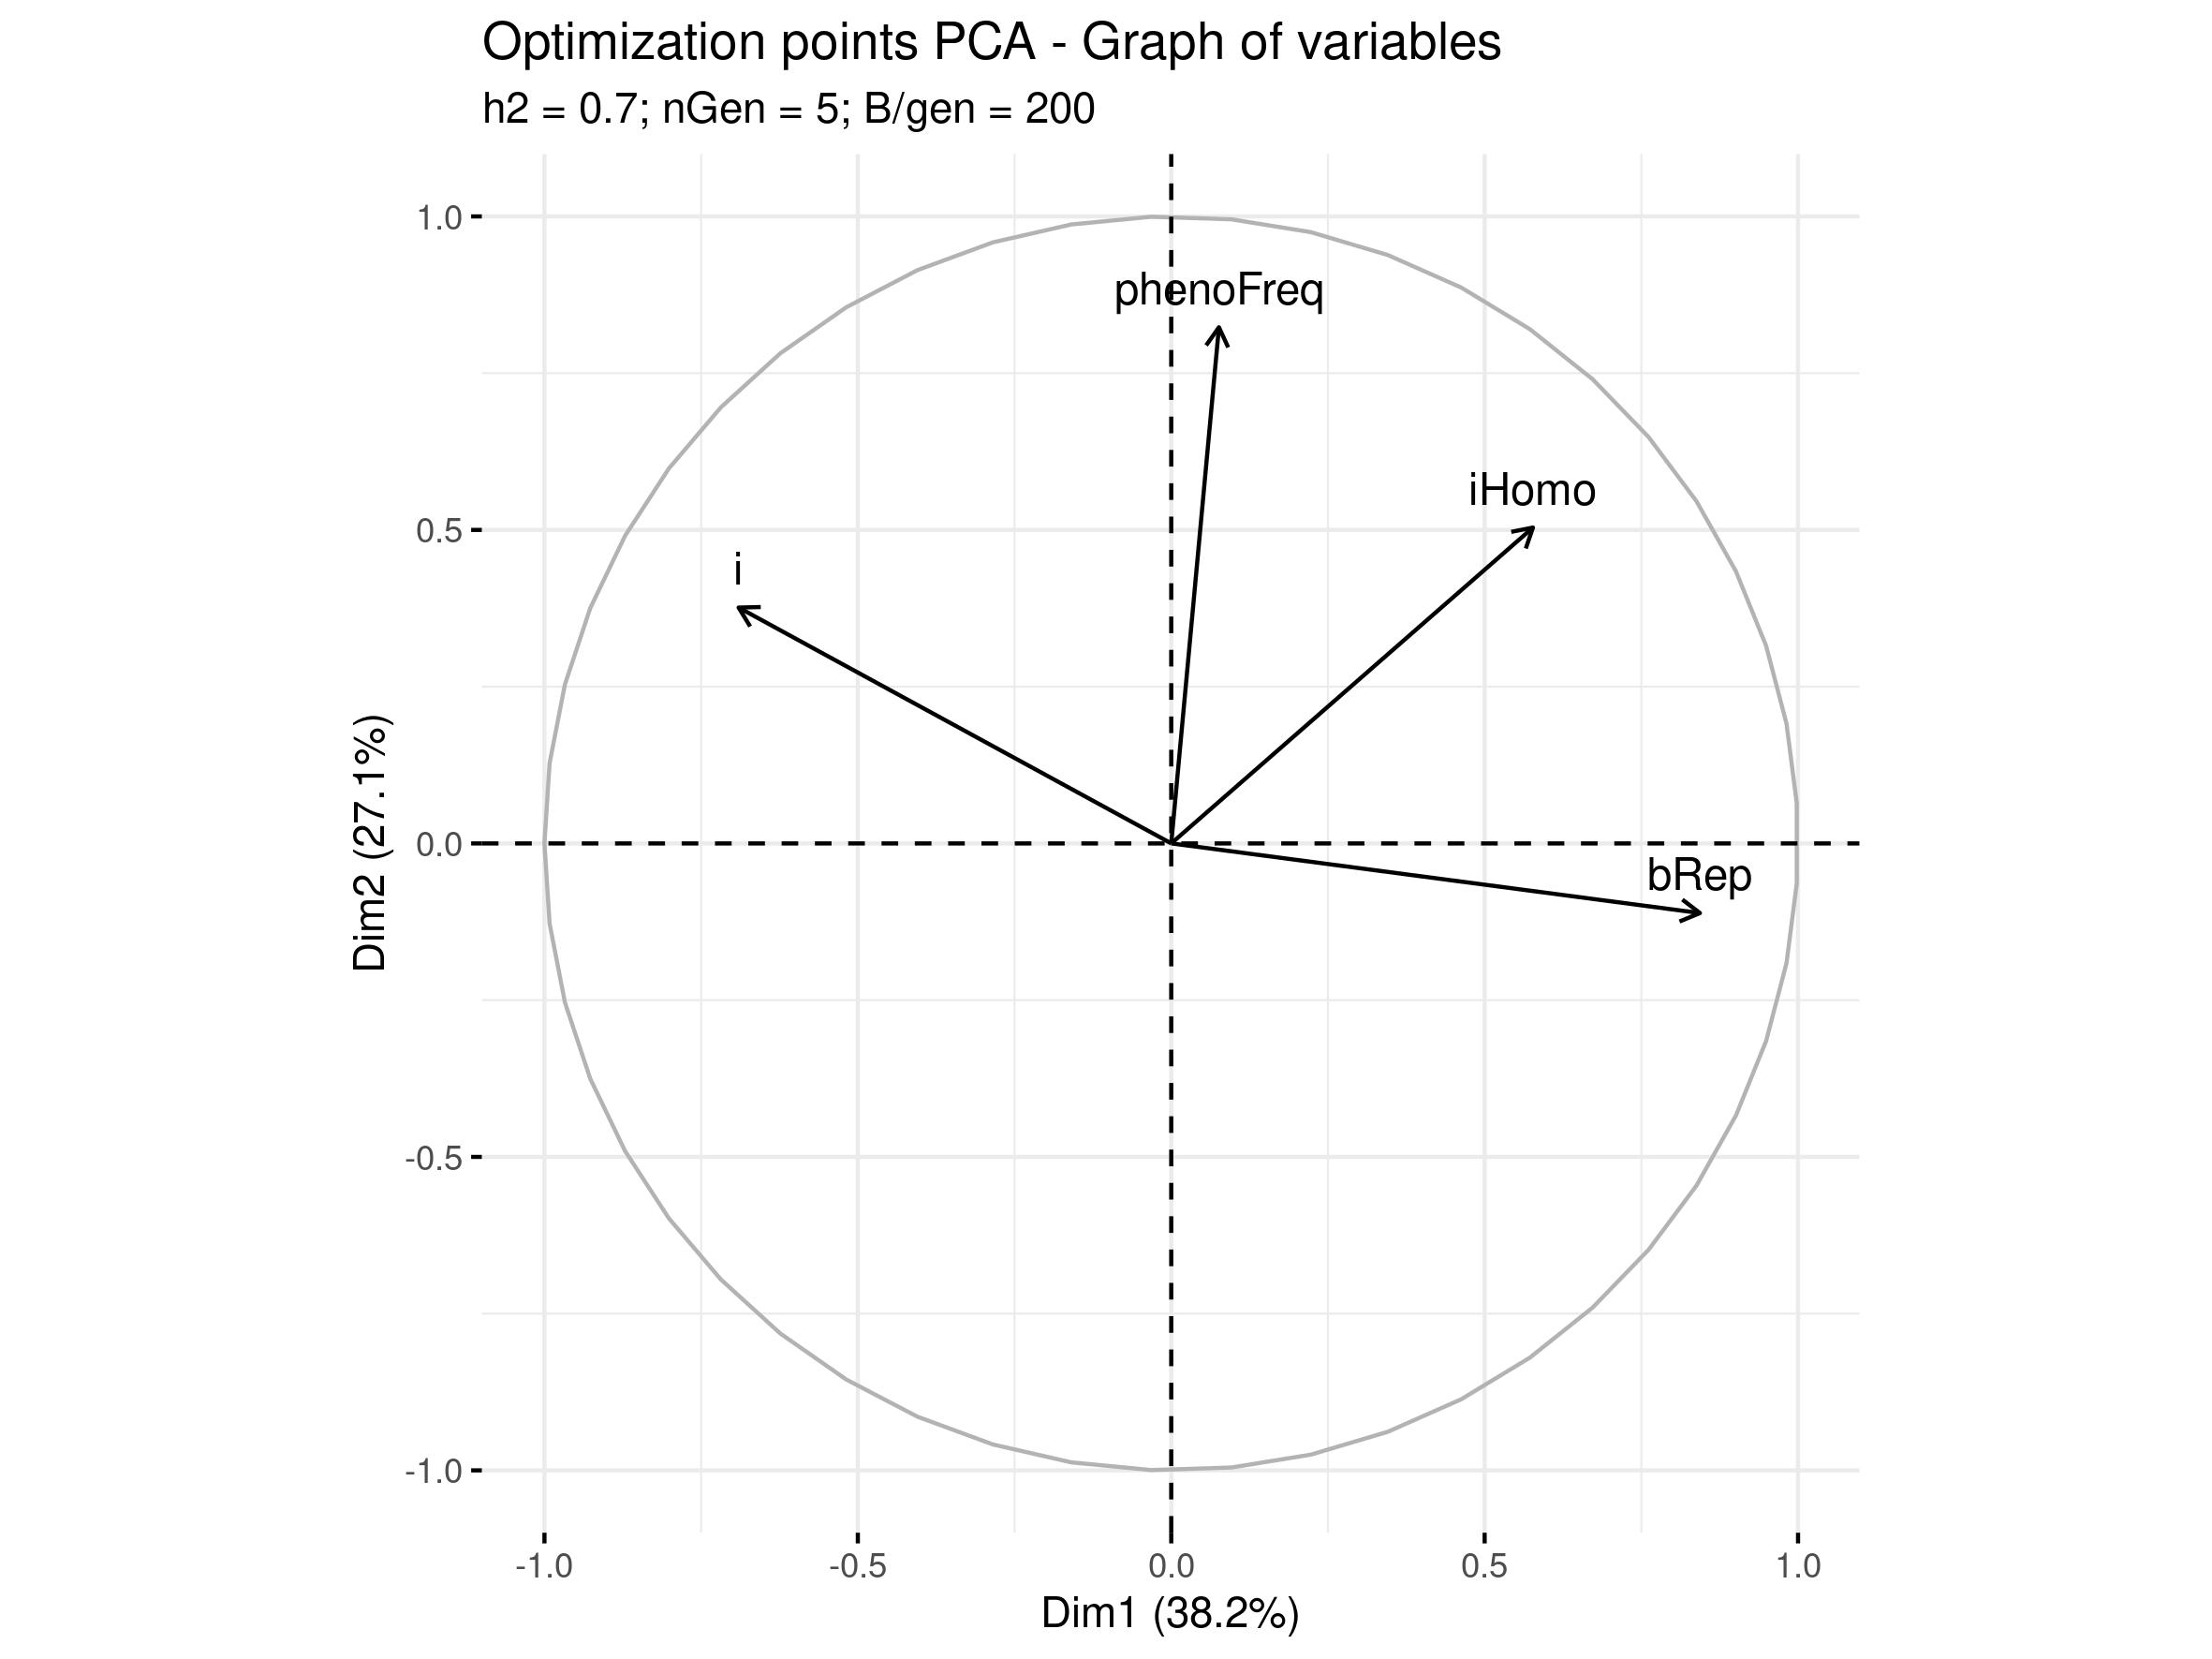 Optimization points PCA - Graph of variables
h2 = 0.7; nGen = 5; B/gen = 200
1.0
0.5
0.0
-0.5
-1.0
Dim2 (27.1%)
phenoFreq
iHomo
i
bRep
-1.0
-0.5
0.0
0.5
1.0
Dim1 (38.2%)